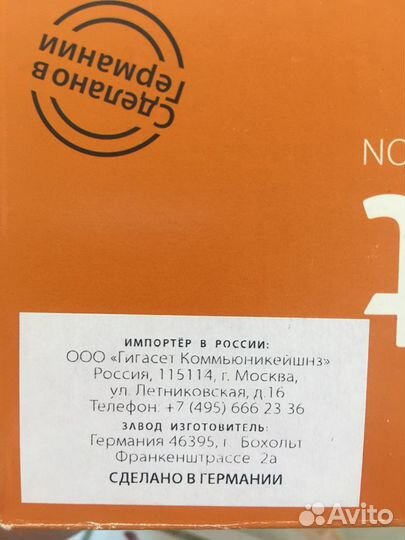 Сделано в
Германии
NO
ИМПОРТЁР В РОССИИ:
ООО «Гигасет Коммьюникейшнз»
Россия, 115114, г. Москва,
ул. Летниковская, д.16
Телефон: +7 (495) 666 23 36
ЗАВОД ИЗГОТОВИТЕЛЬ:
Германия 46395, г. Бохольт
Франкенштрассе 2а
СДЕЛАНО В ГЕРМАНИИ
Avito